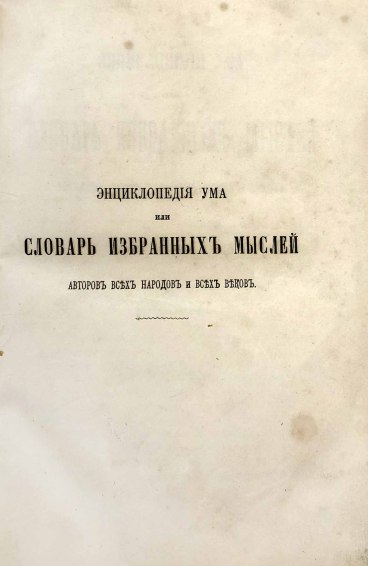 ЭНЦИКЛОПЕДІЯ УМА
или
СЛОВАРЬ ИЗБРАННЫХЪ МЫСЛЕЙ
АВТОРОВЪ ВСѢХЪ НАРОДОВЪ и ВСѢХЪ ВѢКОВЪ.